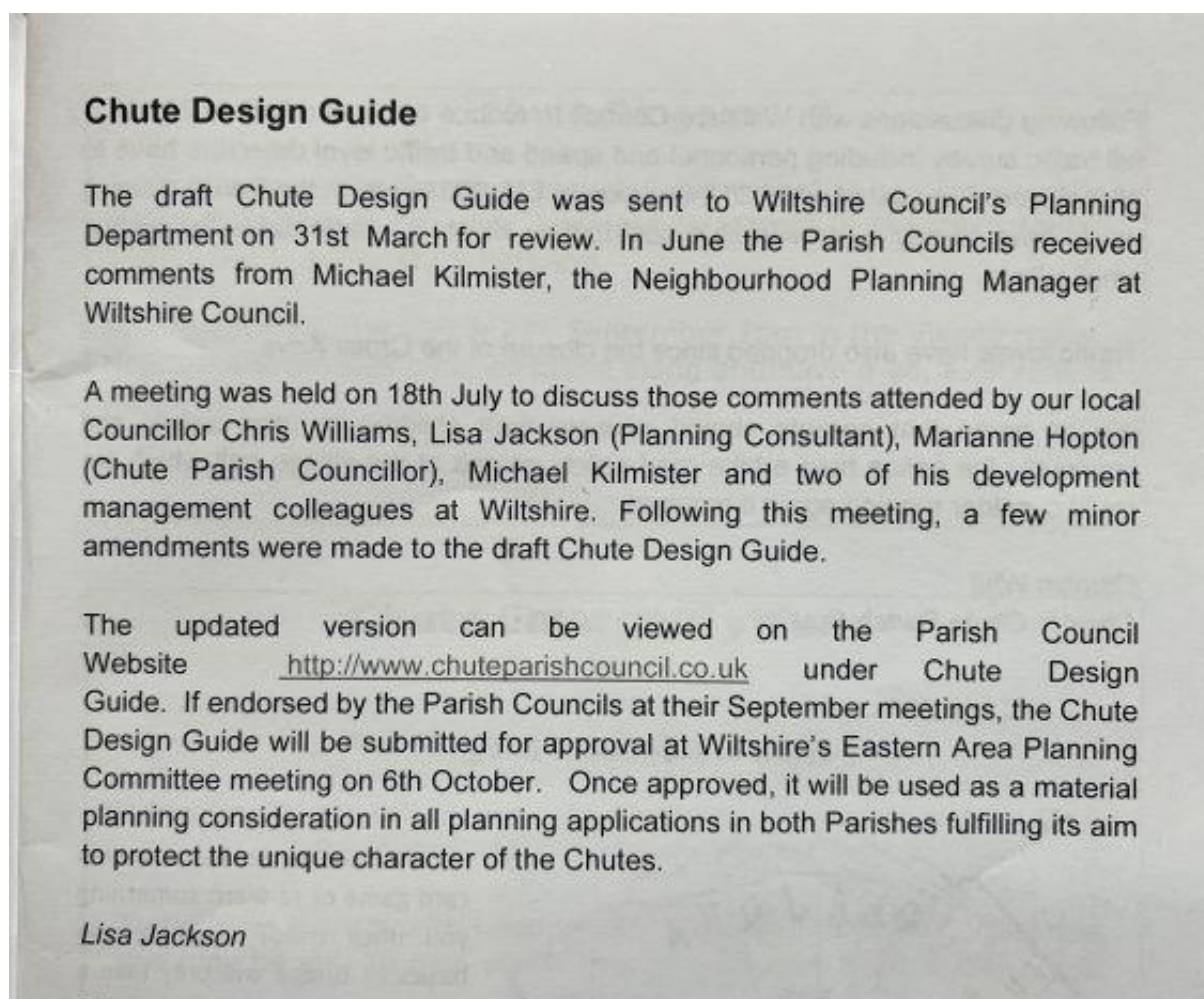 Chute Design Guide
The draft Chute Design Guide was sent to Wiltshire Council's Planning
Department on 31st March for review. In June the Parish Councils received
comments from Michael Kilmister, the Neighbourhood Planning Manager at
Wiltshire Council.
A meeting was held on 18th July to discuss those comments attended by our local
Councillor Chris Williams, Lisa Jackson (Planning Consultant), Marianne Hopton
(Chute Parish Councillor), Michael Kilmister and two of his development
management colleagues at Wiltshire. Following this meeting, a few minor
amendments were made to the draft Chute Design Guide.
The updated version can be viewed on the Parish Council
Website http://www.chuteparishcouncil.co.uk under Chute Design
Guide. If endorsed by the Parish Councils at their September meetings, the Chute
Design Guide will be submitted for approval at Wiltshire's Eastern Area Planning
Committee meeting on 6th October. Once approved, it will be used as a material
planning consideration in all planning applications in both Parishes fulfilling its aim
to protect the unique character of the Chutes.
Lisa Jackson